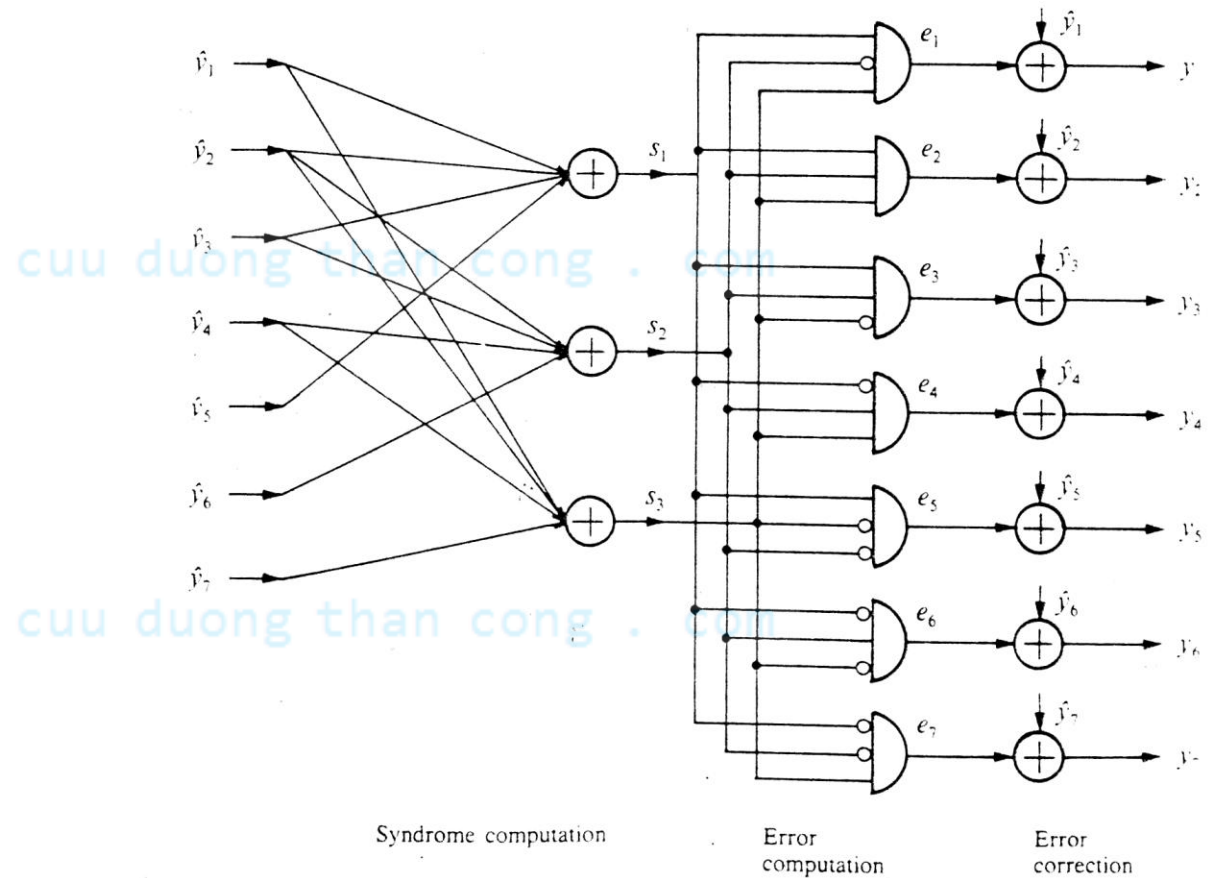 ŷ₁
ŷ₂
ŷ₃
ŷ₄
ŷ₅
ŷ₆
ŷ₇
s₁
s₂
s₃
e₁
e₂
e₃
e₄
e₅
e₆
e₇
ŷ₁
ŷ₂
ŷ₃
ŷ₄
ŷ₅
ŷ₆
ŷ₇
y
y₂
y₃
y₄
y₅
y₆
y
cuu duong than cong . com
cuu duong than cong . com
Syndrome computation
Error
computation
Error
correction